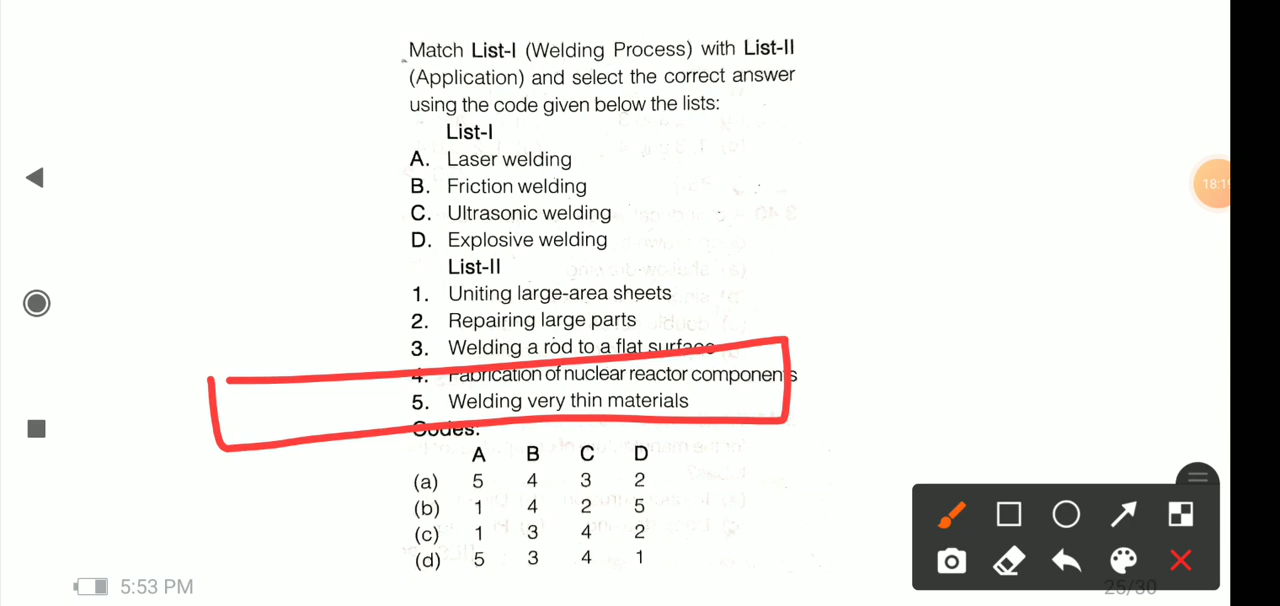 Match List-I (Welding Process) with List-II
(Application) and select the correct answer
using the code given below the lists:
List-I
A. Laser welding
B. Friction welding
C. Ultrasonic welding
D. Explosive welding
List-II
1. Uniting large-area sheets
2. Repairing large parts
3. Welding a rod to a flat surface
4. Fabrication of nuclear reactor components
5. Welding very thin materials
Codes:
A B C D
(a) 5 4 3 2
(b) 1 4 2 5
(c) 1 3 4 2
(d) 5 3 4 1
18:19
5:53 PM
25/30